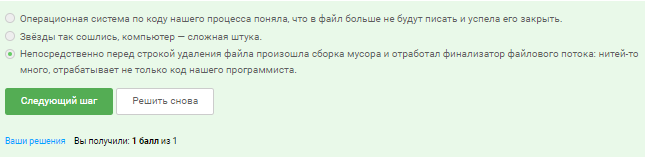 Операционная система по коду нашего процесса поняла, что в файл больше не будут писать и успела его закрыть.
Звёзды так сошлись, компьютер — сложная штука.
Непосредственно перед строкой удаления файла произошла сборка мусора и отработал финализатор файлового потока: нитей-то
много, отрабатывает не только код нашего программиста.
Следующий шаг Решить снова
Ваши решения Вы получили: 1 балл из 1